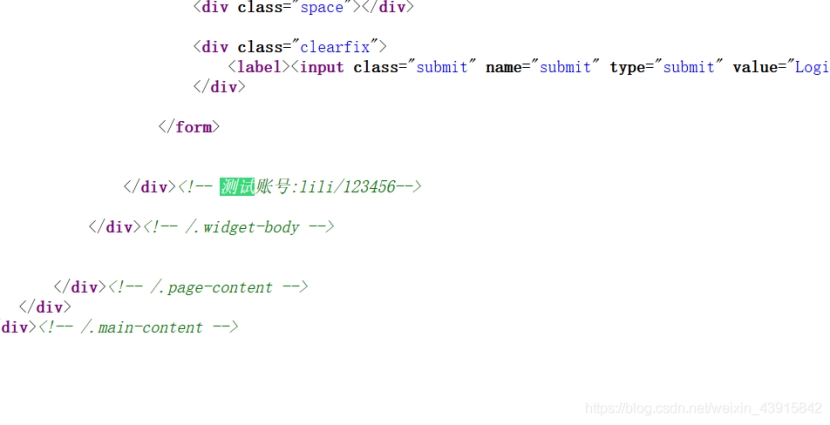 <div class="space"></div>
<div class="clearfix">
<label><input class="submit" name="submit" type="submit" value="Logi
</div>
</form>
</div><!-- 测试账号:lili/123456-->
</div><!-- /.widget-body -->
</div><!-- /.page-content -->
</div>
div><!-- /.main-content -->
https://blog.csdn.net/weixin_43915842